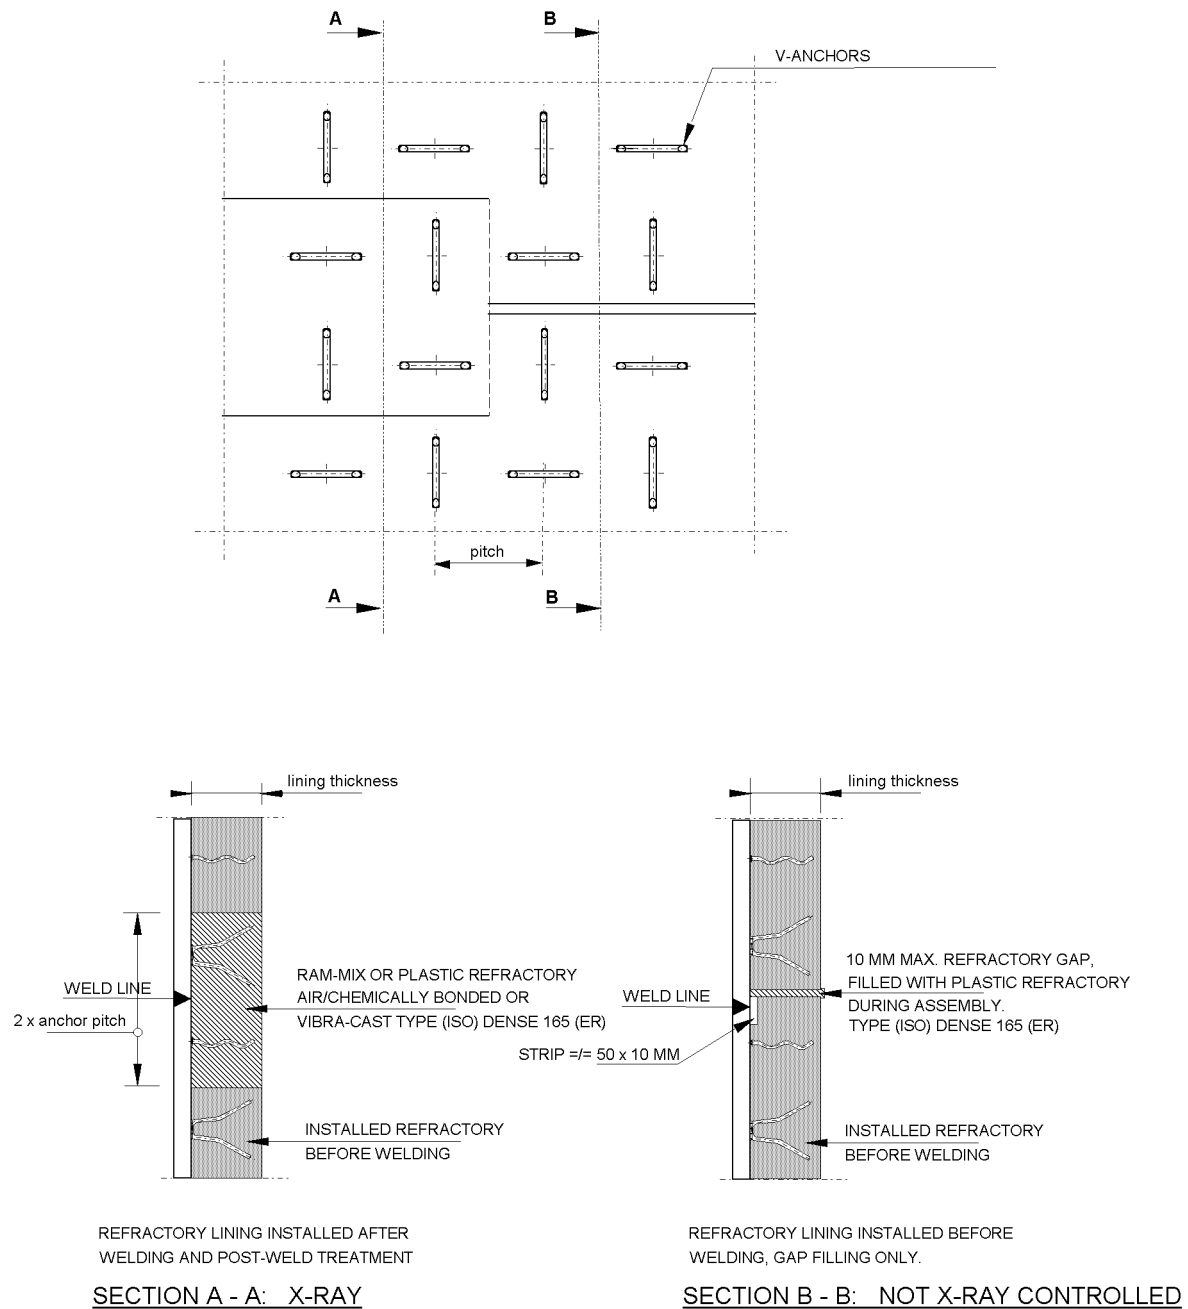 A
B
V-ANCHORS
pitch
A
B
lining thickness
lining thickness
WELD LINE
2 x anchor pitch
RAM-MIX OR PLASTIC REFRACTORY
AIR/CHEMICALLY BONDED OR
VIBRA-CAST TYPE (ISO) DENSE 165 (ER)
INSTALLED REFRACTORY
BEFORE WELDING
10 MM MAX. REFRACTORY GAP,
FILLED WITH PLASTIC REFRACTORY
DURING ASSEMBLY.
TYPE (ISO) DENSE 165 (ER)
WELD LINE
STRIP =/= 50 x 10 MM
INSTALLED REFRACTORY
BEFORE WELDING
REFRACTORY LINING INSTALLED AFTER
WELDING AND POST-WELD TREATMENT
SECTION A - A: X-RAY
REFRACTORY LINING INSTALLED BEFORE
WELDING, GAP FILLING ONLY.
SECTION B - B: NOT X-RAY CONTROLLED